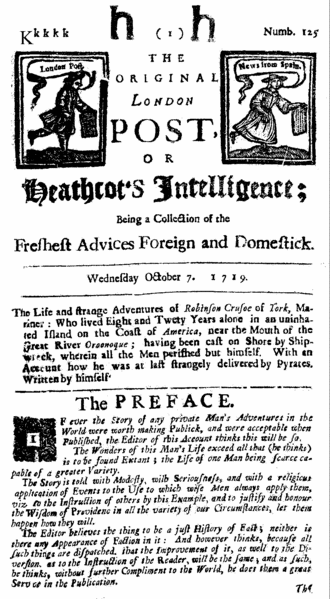 h h
Kkkkk (1) Numb. 125
THE
ORIGINAL
LONDON
POST,
OR
London Post.
News from Spain.
Heathcot's Intelligence;
Being a Collection of the
Freshest Advices Foreign and Domestick.
Wednesday October 7. 1719.
The Life and strange Adventures of Robinson Crusoe of York, Ma-
riner: Who lived Eight and Twety Years alone in an uninha-
ted Island on the Coast of America, near the Mouth of the
Great River Oroonoque; having been cast on Shore by Ship-
wreck, wherein all the Men perished but himself. With an
Account how he was at last strangely delivered by Pyrates.
Written by himself
The PREFACE.
IF ever the Story of any private Man's Adventures in the
World were worth making Publick, and were acceptable when
Published, the Editor of this Account thinks this will be so.
The Wonders of this Man's Life exceed all that (he thinks)
is to be found Extant; the Life of one Man being scarce ca-
pable of a greater Variety.
The Story is told with Modesty, with Seriousness, and with a religious
application of Events to the Use to which wise Men always apply them,
viz. to the Instruction of others by this Example, and to justify and honour
the Wisdom of Providence in all the variety of our Circumstances, let them
happen how they will.
The Editor believes the thing to be a just History of Fact; neither is
there any Appearance of Faction in it: And however thinks, because all
such things are dispatched, that the Improvement of it, as well to the Di-
version, as to the Instruction of the Reader, will be the same; and as such,
he thinks, without further Compliment to the World, he does them a great
Service in the Publication.
The